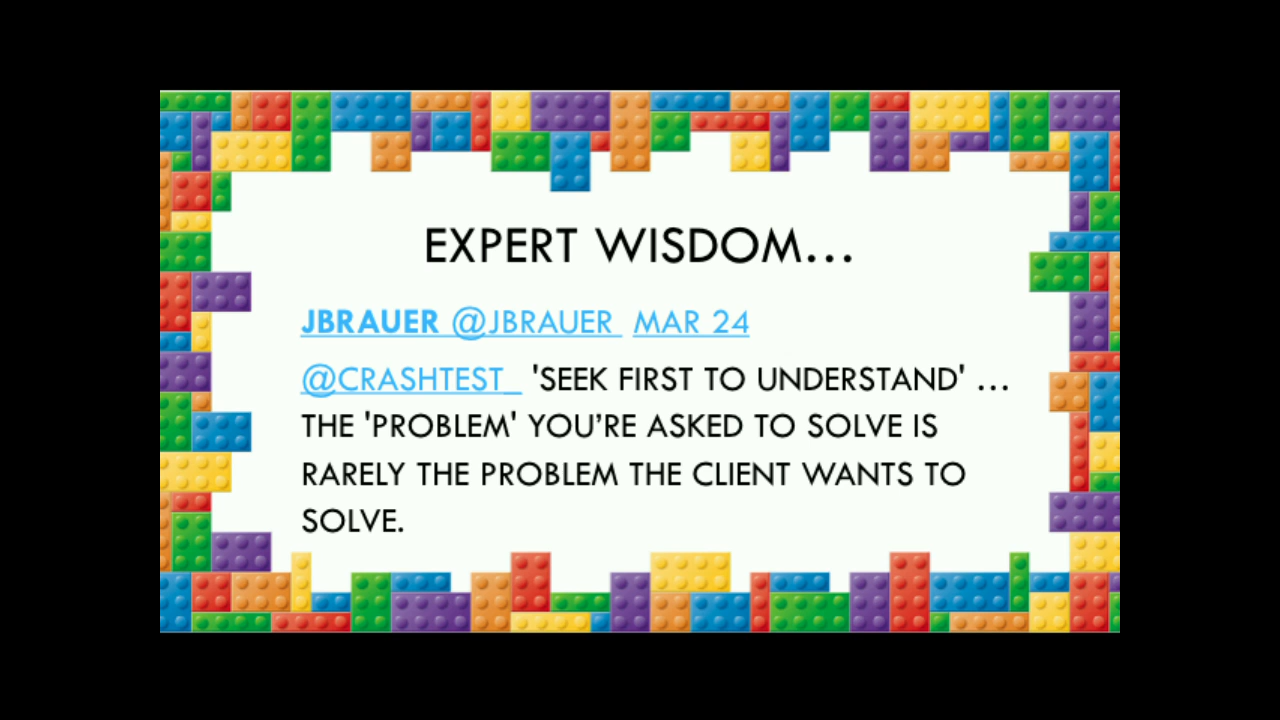 EXPERT WISDOM…
JBRAUER @JBRAUER  MAR 24
@CRASHTEST_ 'SEEK FIRST TO UNDERSTAND' …
THE 'PROBLEM' YOU’RE ASKED TO SOLVE IS
RARELY THE PROBLEM THE CLIENT WANTS TO
SOLVE.